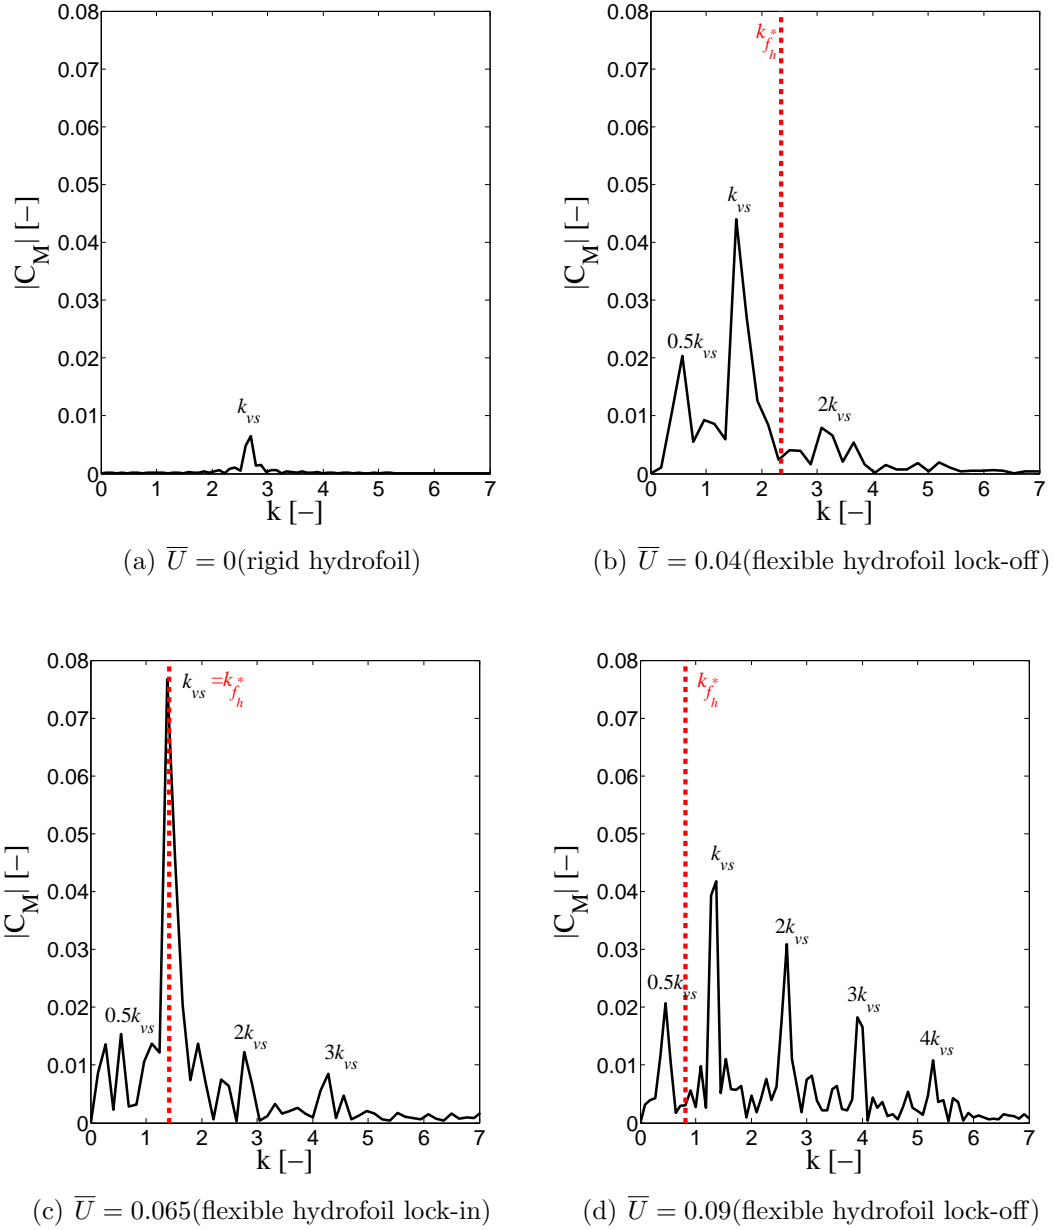 0.08
0.07
0.06
0.05
0.04
0.03
0.02
0.01
0
|C_M| [−]
k_vs
0 1 2 3 4 5 6 7
k [−]
(a) U̅ = 0(rigid hydrofoil)
0.08
0.07
0.06
0.05
0.04
0.03
0.02
0.01
0
|C_M| [−]
k_{f_h^*}
k_vs
0.5k_vs
2k_vs
0 1 2 3 4 5 6 7
k [−]
(b) U̅ = 0.04(flexible hydrofoil lock-off)
0.08
0.07
0.06
0.05
0.04
0.03
0.02
0.01
0
|C_M| [−]
k_vs =k_{f_h^*}
0.5k_vs
2k_vs
3k_vs
0 1 2 3 4 5 6 7
k [−]
(c) U̅ = 0.065(flexible hydrofoil lock-in)
0.08
0.07
0.06
0.05
0.04
0.03
0.02
0.01
0
|C_M| [−]
k_{f_h^*}
k_vs
2k_vs
0.5k_vs
3k_vs
4k_vs
0 1 2 3 4 5 6 7
k [−]
(d) U̅ = 0.09(flexible hydrofoil lock-off)